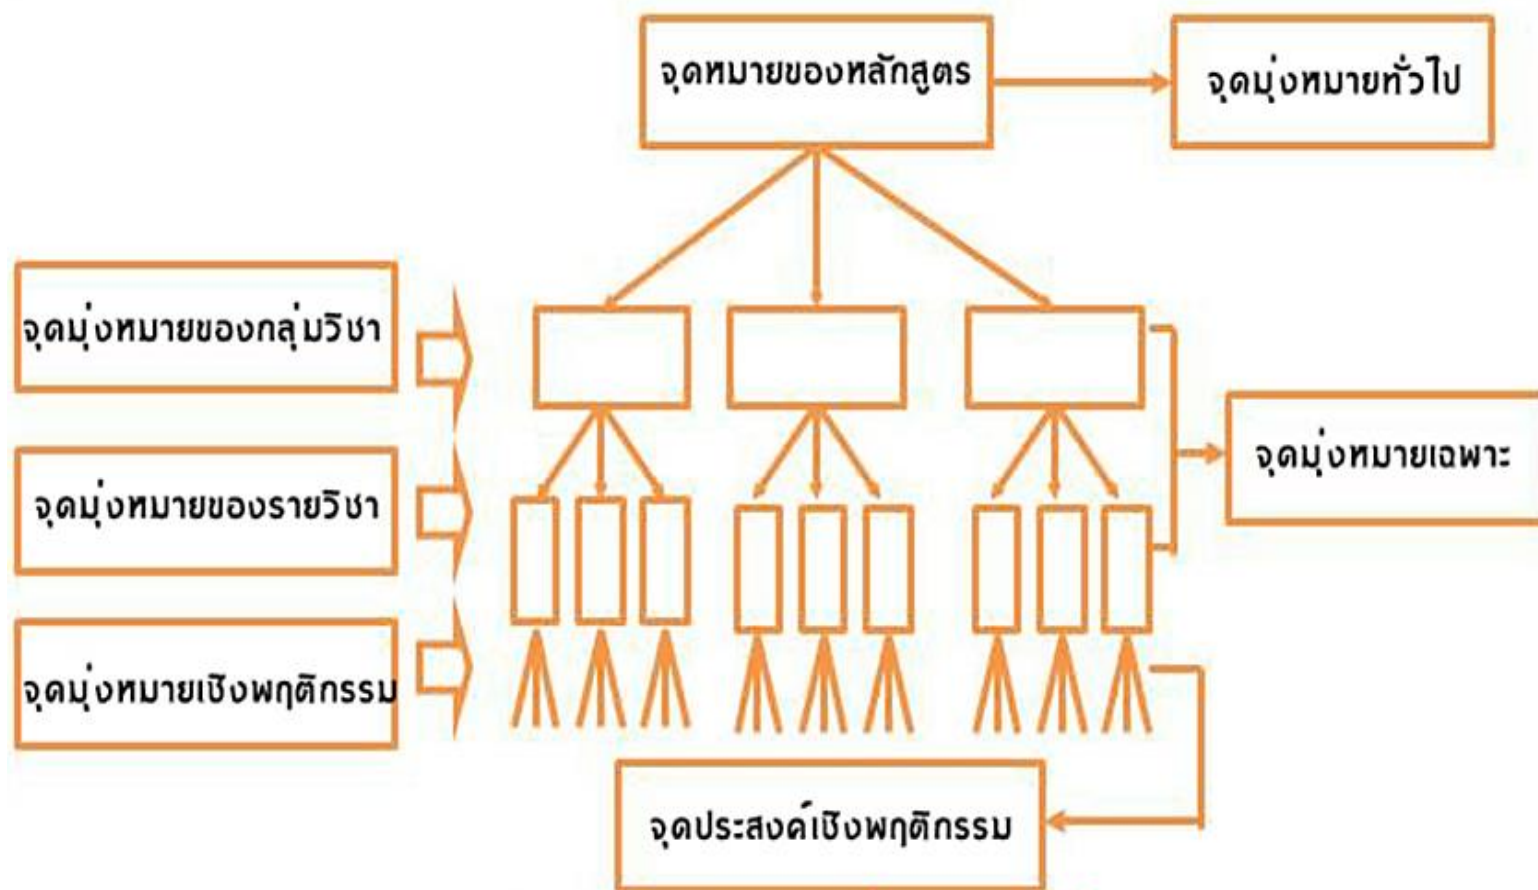 จุดหมายของหลักสูตร
จุดมุ่งหมายทั่วไป
จุดมุ่งหมายของกลุ่มวิชา
จุดมุ่งหมายเฉพาะ
จุดมุ่งหมายของรายวิชา
จุดมุ่งหมายเชิงพฤติกรรม
จุดประสงค์เชิงพฤติกรรม